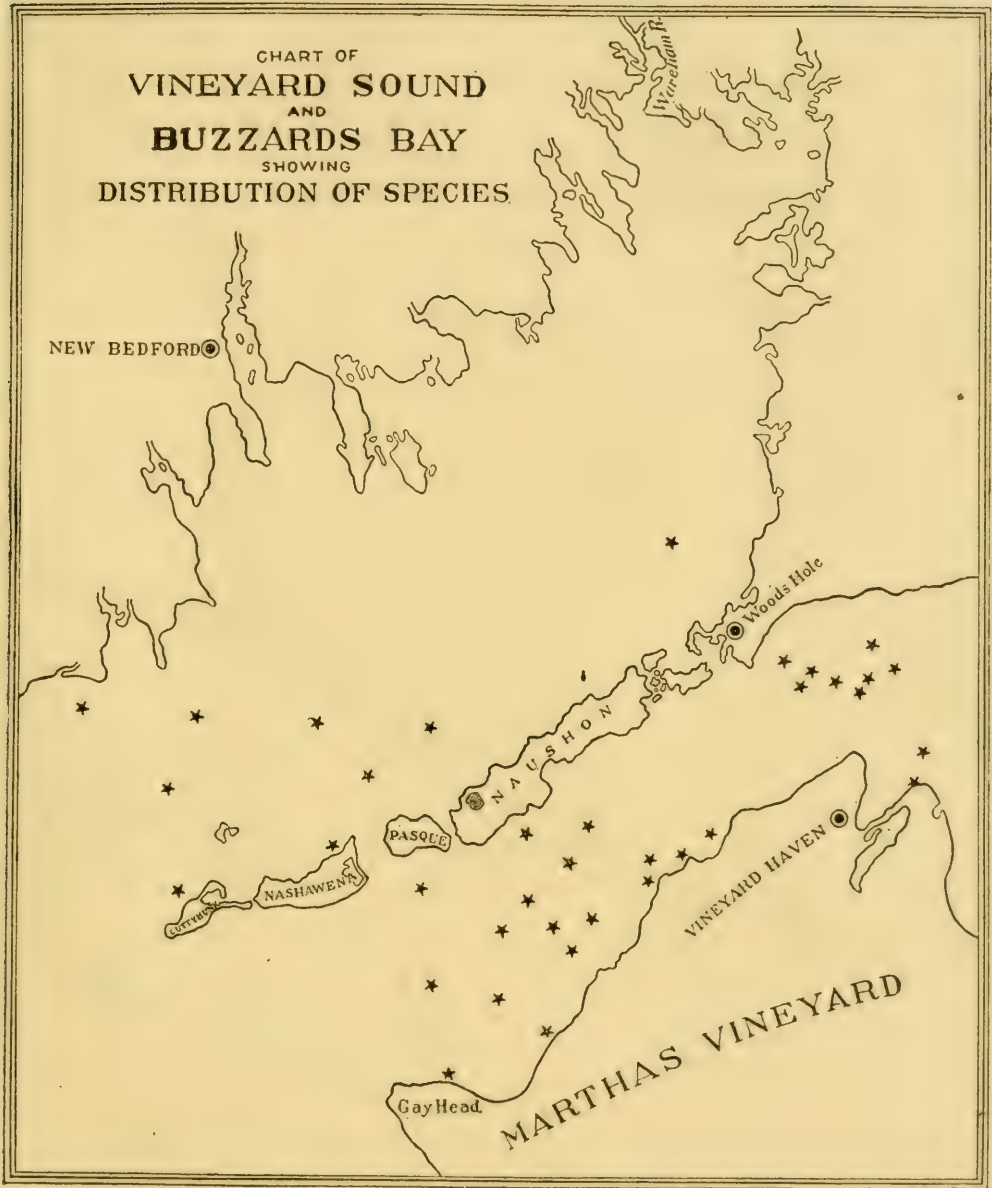 CHART OF
VINEYARD SOUND
AND
BUZZARDS BAY
SHOWING
DISTRIBUTION OF SPECIES
Wareham R.
NEW BEDFORD
Woods Hole
NAUSHON
PASQUE
NASHAWENA
CUTTYHUNK
VINEYARD HAVEN
MARTHAS VINEYARD
Gay Head